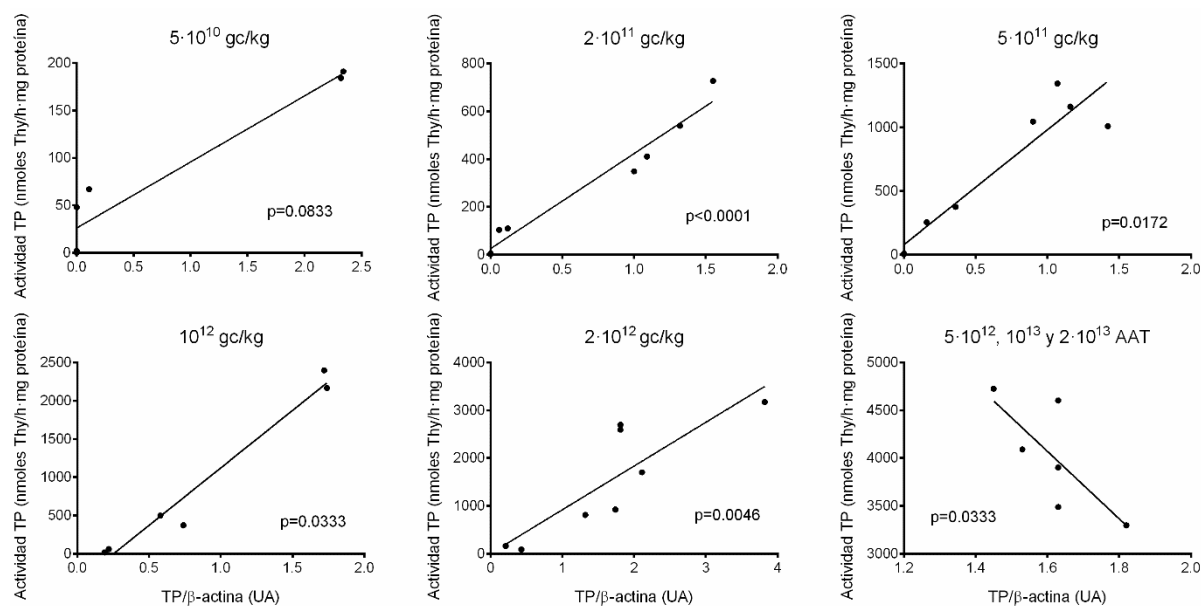 5·10¹⁰ gc/kg
Actividad TP (nmoles Thy/h·mg proteína)
200
150
100
50
0
p=0.0833
0.0 0.5 1.0 1.5 2.0 2.5
2·10¹¹ gc/kg
Actividad TP (nmoles Thy/h·mg proteína)
800
600
400
200
0
p<0.0001
0.0 0.5 1.0 1.5 2.0
5·10¹¹ gc/kg
Actividad TP (nmoles Thy/h·mg proteína)
1500
1000
500
0
p=0.0172
0.0 0.5 1.0 1.5 2.0
10¹² gc/kg
Actividad TP (nmoles Thy/h·mg proteína)
2500
2000
1500
1000
500
0
p=0.0333
0.0 0.5 1.0 1.5 2.0
TP/β-actina (UA)
2·10¹² gc/kg
Actividad TP (nmoles Thy/h·mg proteína)
4000
3000
2000
1000
0
p=0.0046
0 1 2 3 4
TP/β-actina (UA)
5·10¹², 10¹³ y 2·10¹³ AAT
Actividad TP (nmoles Thy/h·mg proteína)
5000
4500
4000
3500
3000
p=0.0333
1.2 1.4 1.6 1.8 2.0
TP/β-actina (UA)